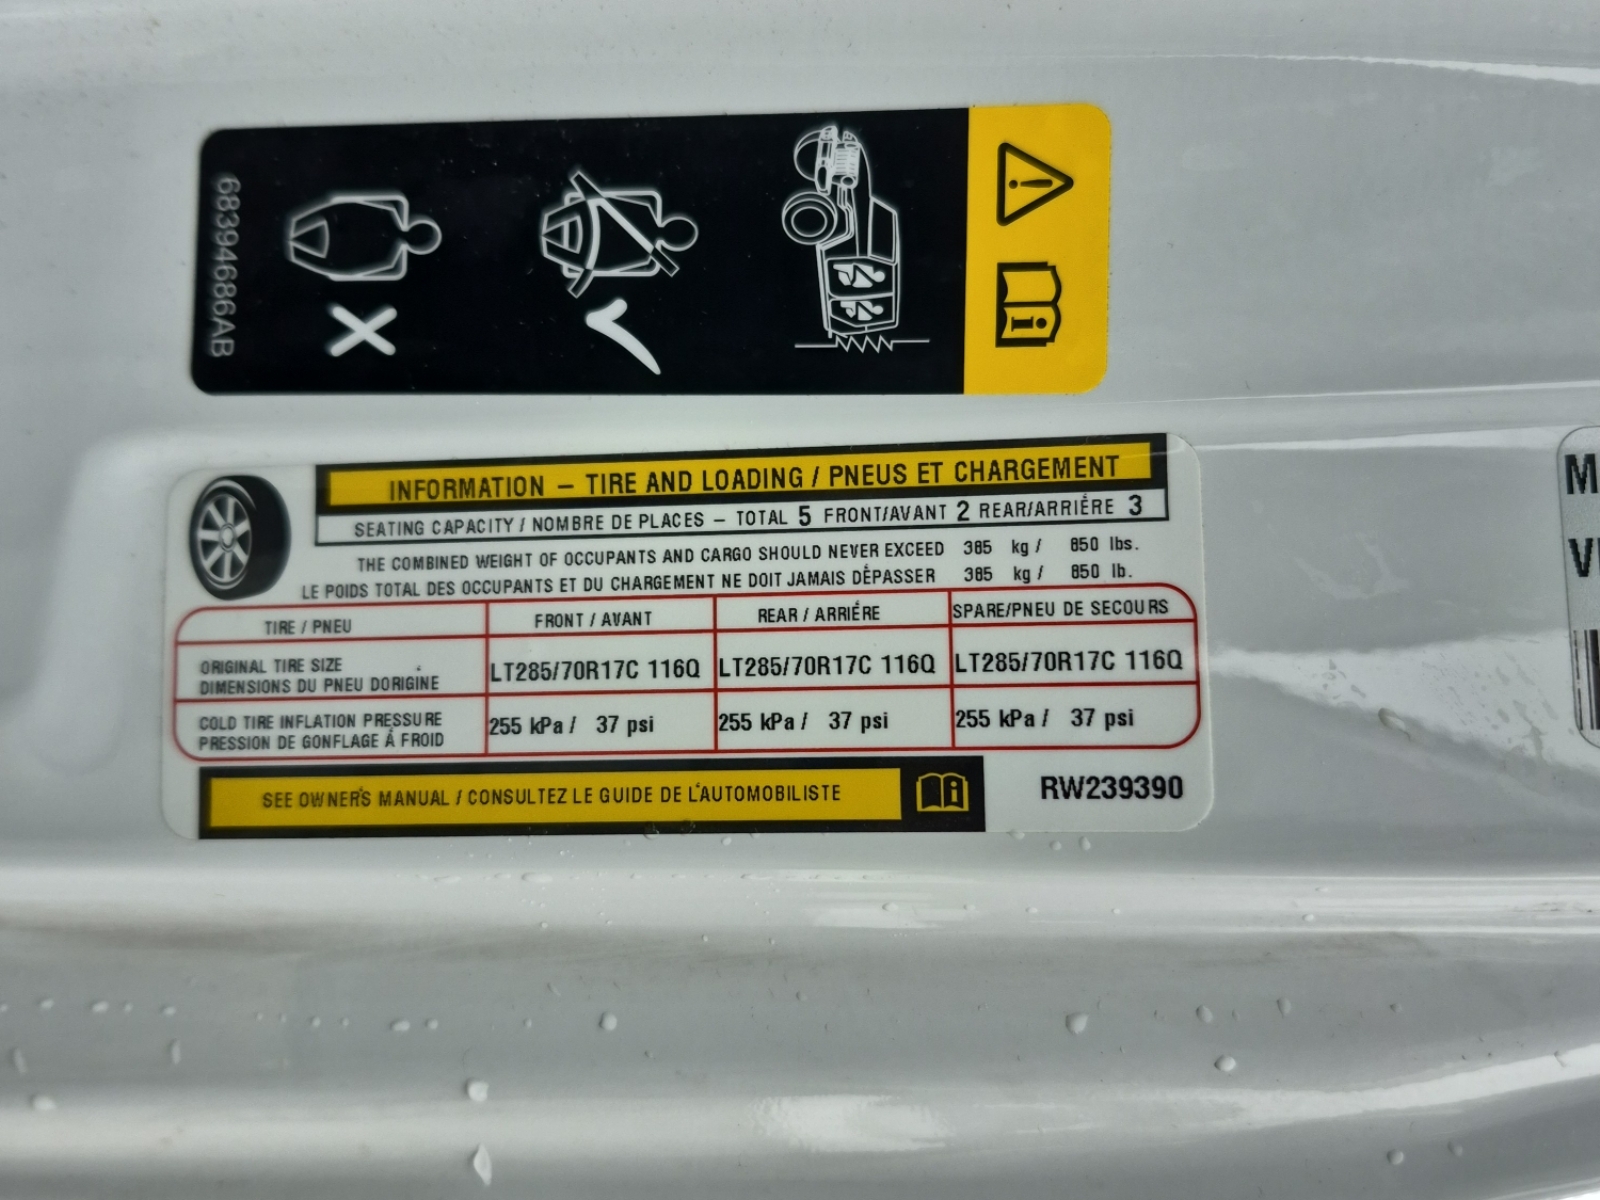 68394686AB
INFORMATION – TIRE AND LOADING / PNEUS ET CHARGEMENT
SEATING CAPACITY / NOMBRE DE PLACES – TOTAL 5 FRONT/AVANT 2 REAR/ARRIÉRE 3
THE COMBINED WEIGHT OF OCCUPANTS AND CARGO SHOULD NEVER EXCEED 385 kg / 850 lbs.
LE POIDS TOTAL DES OCCUPANTS ET DU CHARGEMENT NE DOIT JAMAIS DÉPASSER 385 kg / 850 lb.
TIRE / PNEU FRONT / AVANT REAR / ARRIÉRE SPARE/PNEU DE SECOURS
ORIGINAL TIRE SIZE
DIMENSIONS DU PNEU D'ORIGINE LT285/70R17C 116Q LT285/70R17C 116Q LT285/70R17C 116Q
COLD TIRE INFLATION PRESSURE
PRESSION DE GONFLAGE Á FROID 255 kPa / 37 psi 255 kPa / 37 psi 255 kPa / 37 psi
SEE OWNER'S MANUAL / CONSULTEZ LE GUIDE DE L'AUTOMOBILISTE
RW239390
M